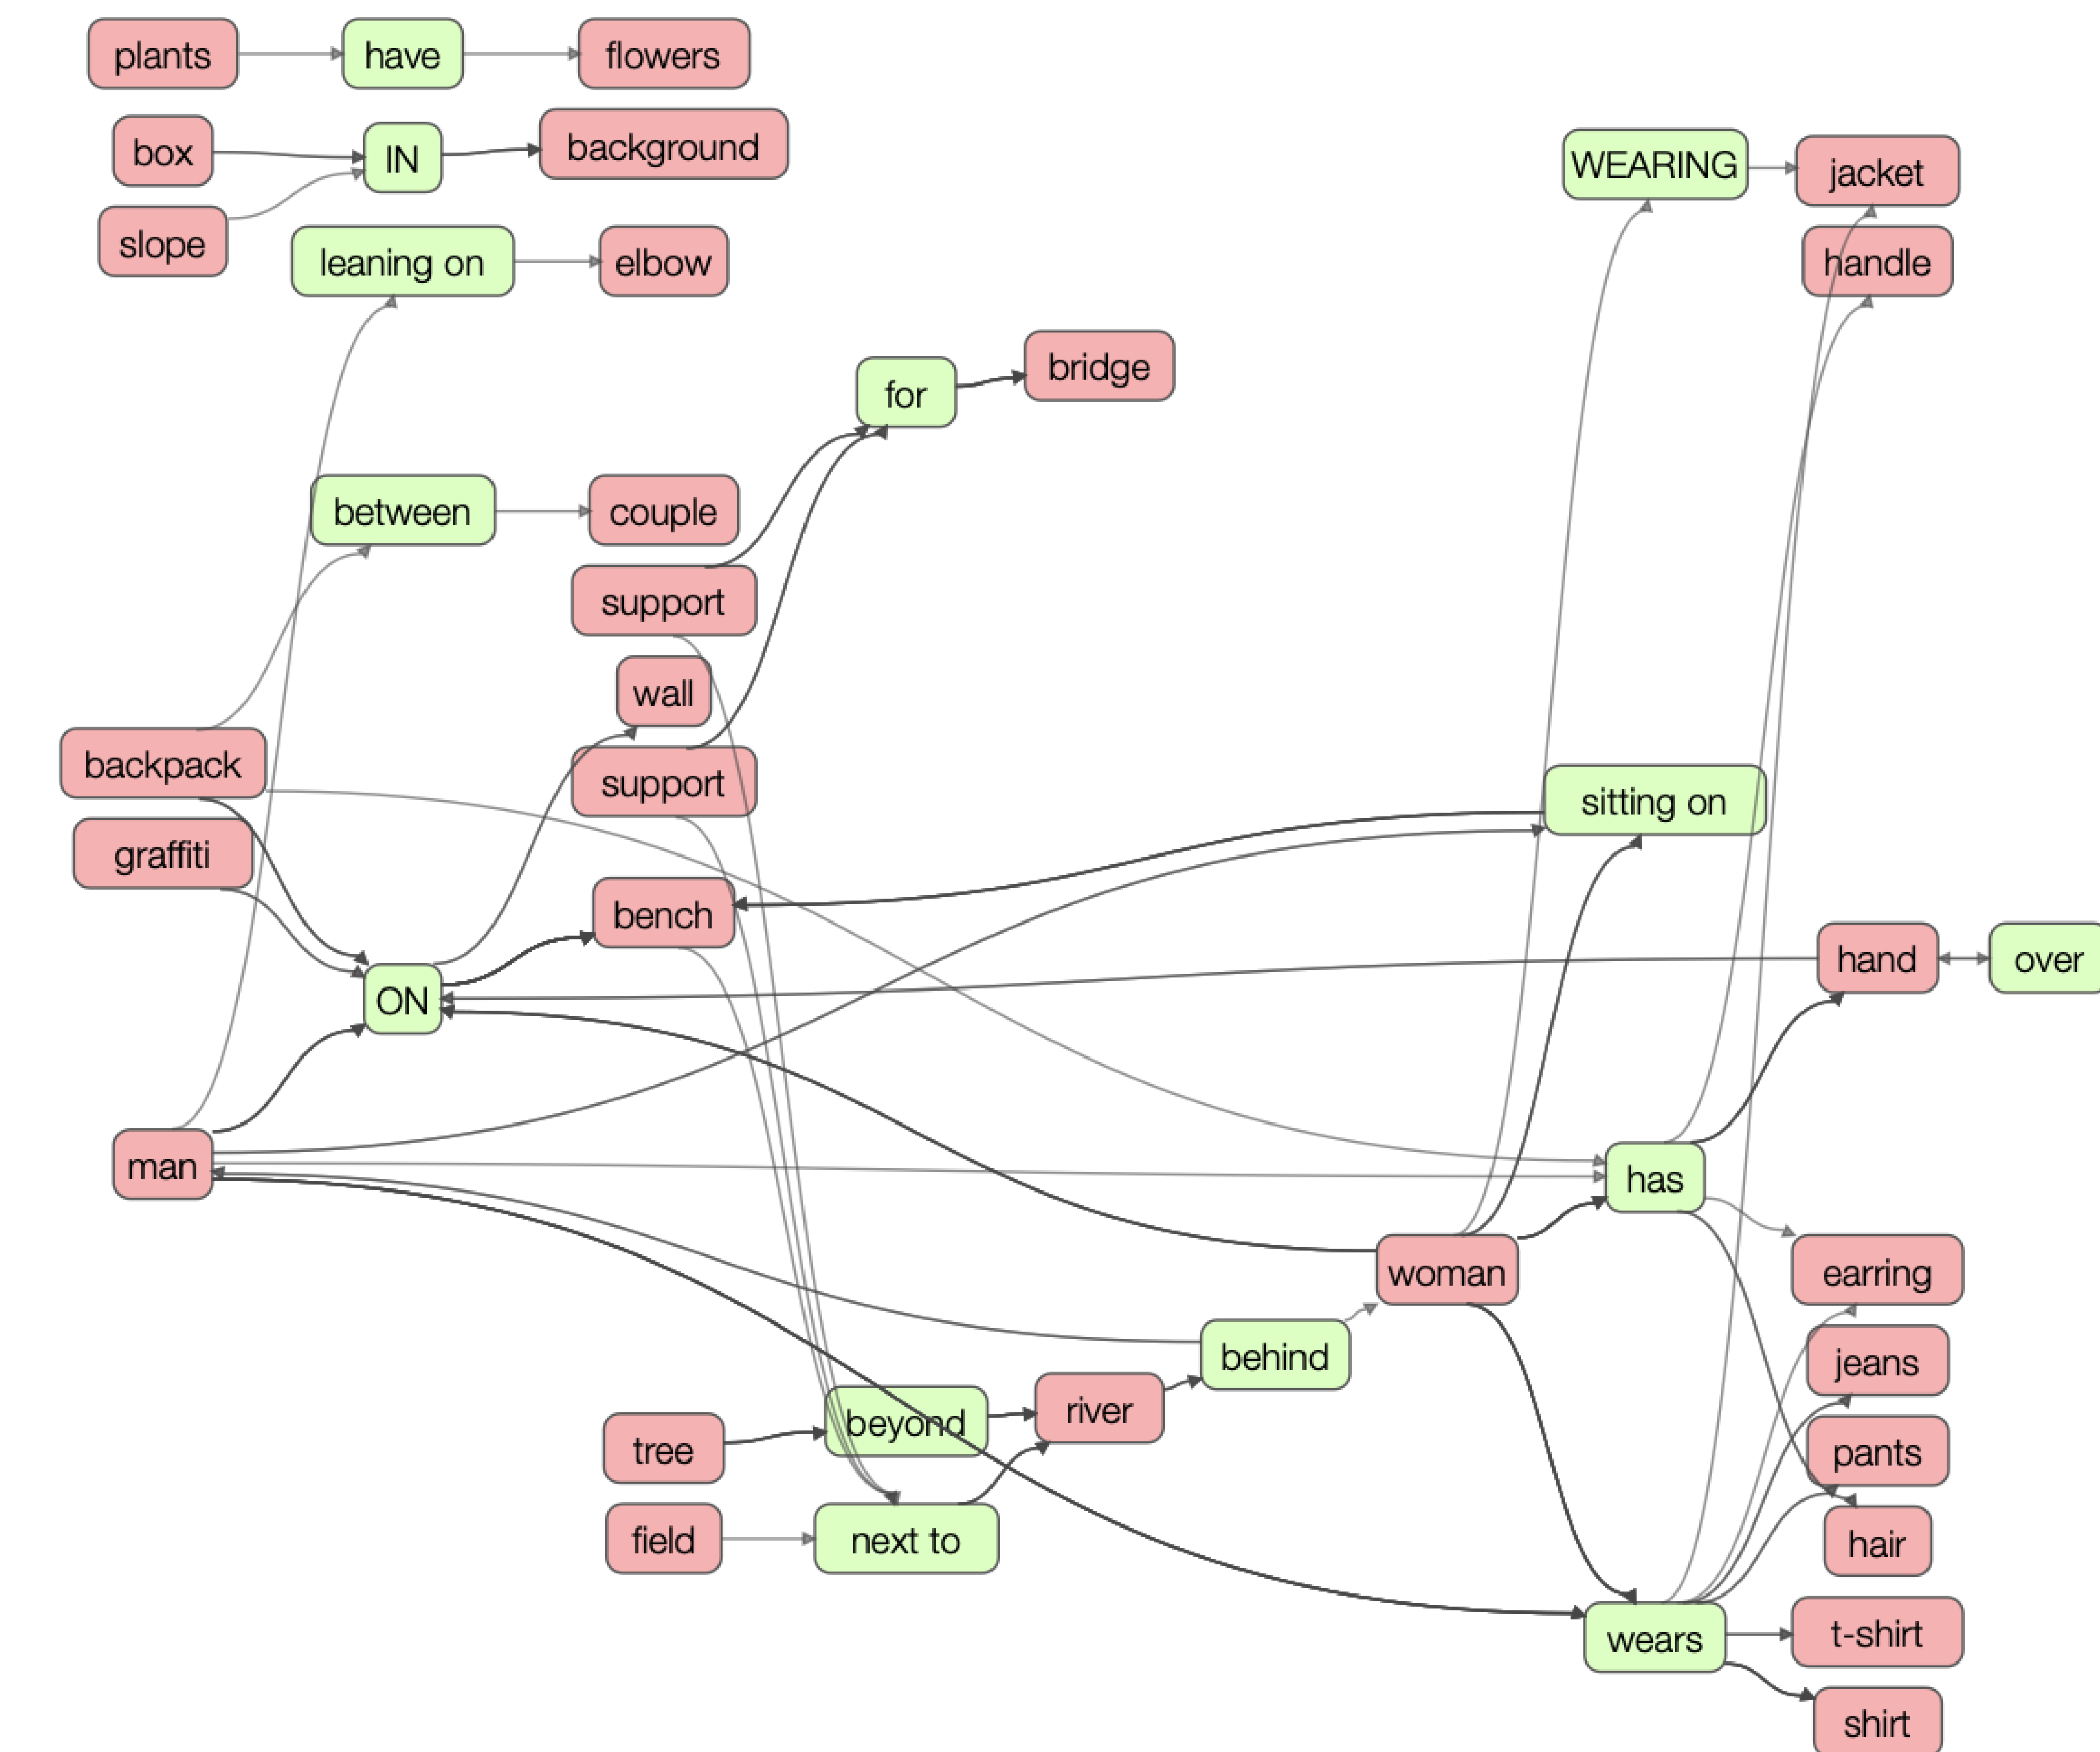 plants have flowers
box IN background
slope
leaning on elbow
WEARING jacket
handle
for bridge
between couple
support
wall
backpack support
sitting on
graffiti
bench
ON
hand over
man
has
woman earring
behind jeans
beyond river
tree pants
field next to hair
wears t-shirt
shirt